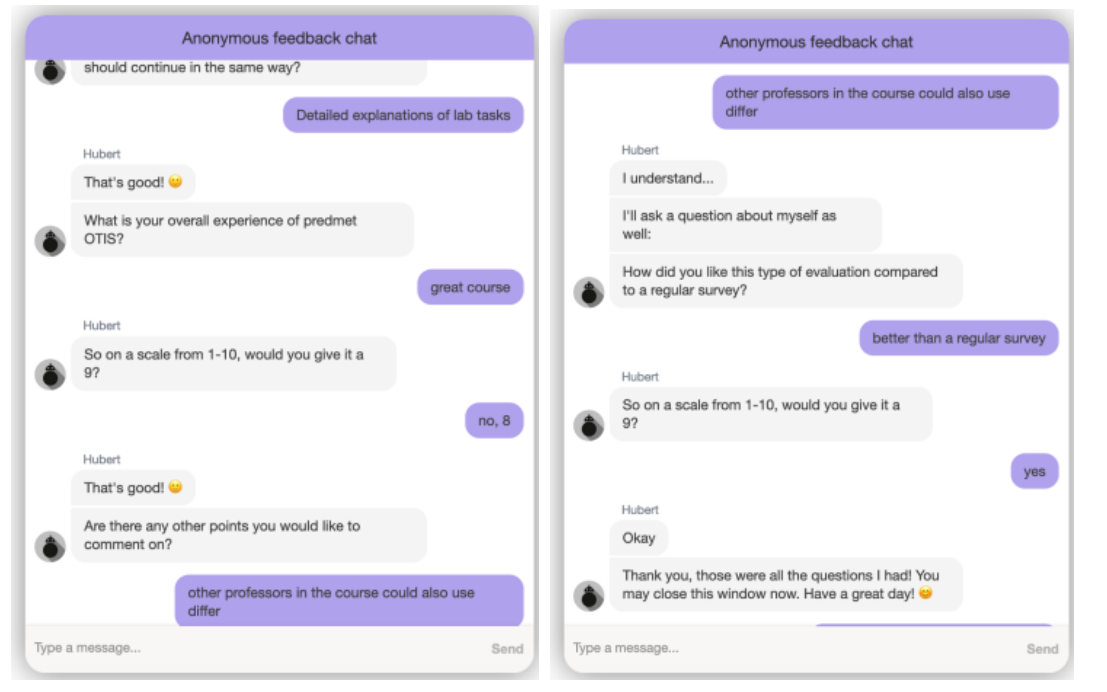 Anonymous feedback chat
should continue in the same way?
Detailed explanations of lab tasks
Hubert
That's good! 🙂
What is your overall experience of predmet
OTIS?
great course
Hubert
So on a scale from 1-10, would you give it a
9?
no, 8
Hubert
That's good! 🙂
Are there any other points you would like to
comment on?
other professors in the course could also use
differ
Type a message...
Send
Anonymous feedback chat
other professors in the course could also use
differ
Hubert
I understand...
I'll ask a question about myself as
well:
How did you like this type of evaluation compared
to a regular survey?
better than a regular survey
Hubert
So on a scale from 1-10, would you give it a
9?
yes
Hubert
Okay
Thank you, those were all the questions I had! You
may close this window now. Have a great day! 😊
Type a message...
Send